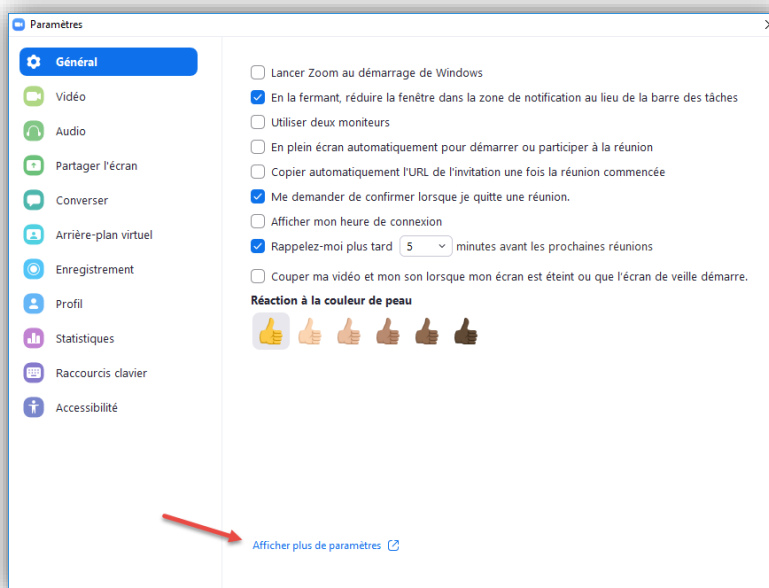 Paramètres
Général
Vidéo
Audio
Partager l'écran
Converser
Arrière-plan virtuel
Enregistrement
Profil
Statistiques
Raccourcis clavier
Accessibilité
Lancer Zoom au démarrage de Windows
En la fermant, réduire la fenêtre dans la zone de notification au lieu de la barre des tâches
Utiliser deux moniteurs
En plein écran automatiquement pour démarrer ou participer à la réunion
Copier automatiquement l'URL de l'invitation une fois la réunion commencée
Me demander de confirmer lorsque je quitte une réunion.
Afficher mon heure de connexion
Rappelez-moi plus tard 5 minutes avant les prochaines réunions
Couper ma vidéo et mon son lorsque mon écran est éteint ou que l'écran de veille démarre.
Réaction à la couleur de peau
Afficher plus de paramètres